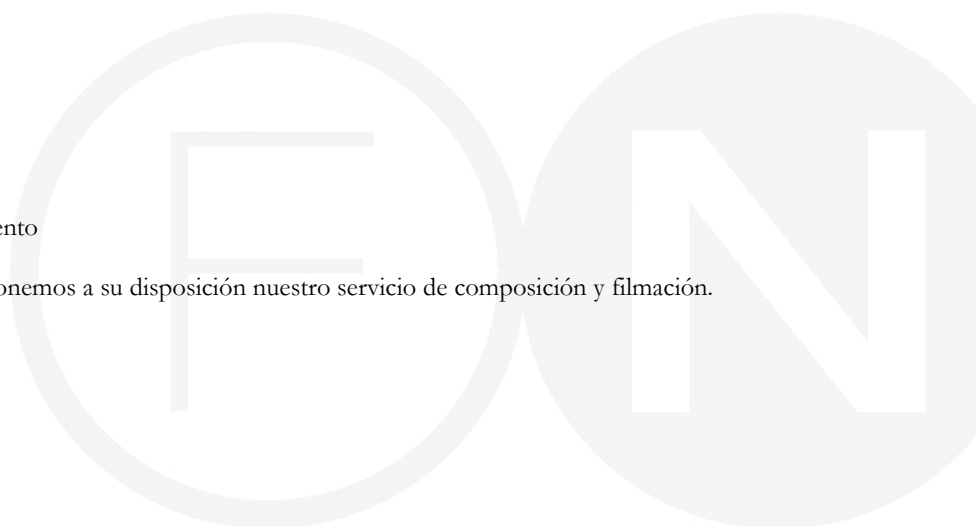 F N
ento
onemos a su disposición nuestro servicio de composición y filmación.